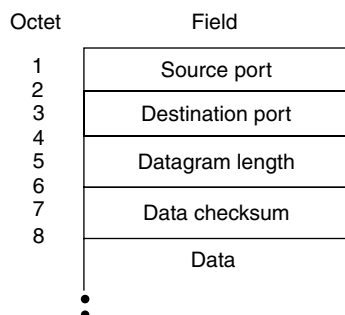 Octet Field
1 Source port
2
3 Destination port
4
5 Datagram length
6
7 Data checksum
8
Data